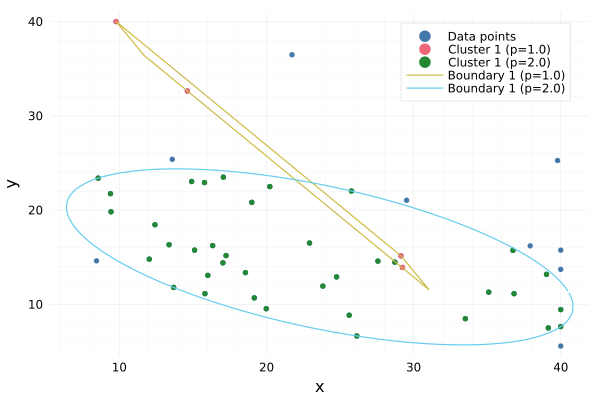 40
30
20
10
y
10
20
30
40
x
Data points
Cluster 1 (p=1.0)
Cluster 1 (p=2.0)
Boundary 1 (p=1.0)
Boundary 1 (p=2.0)